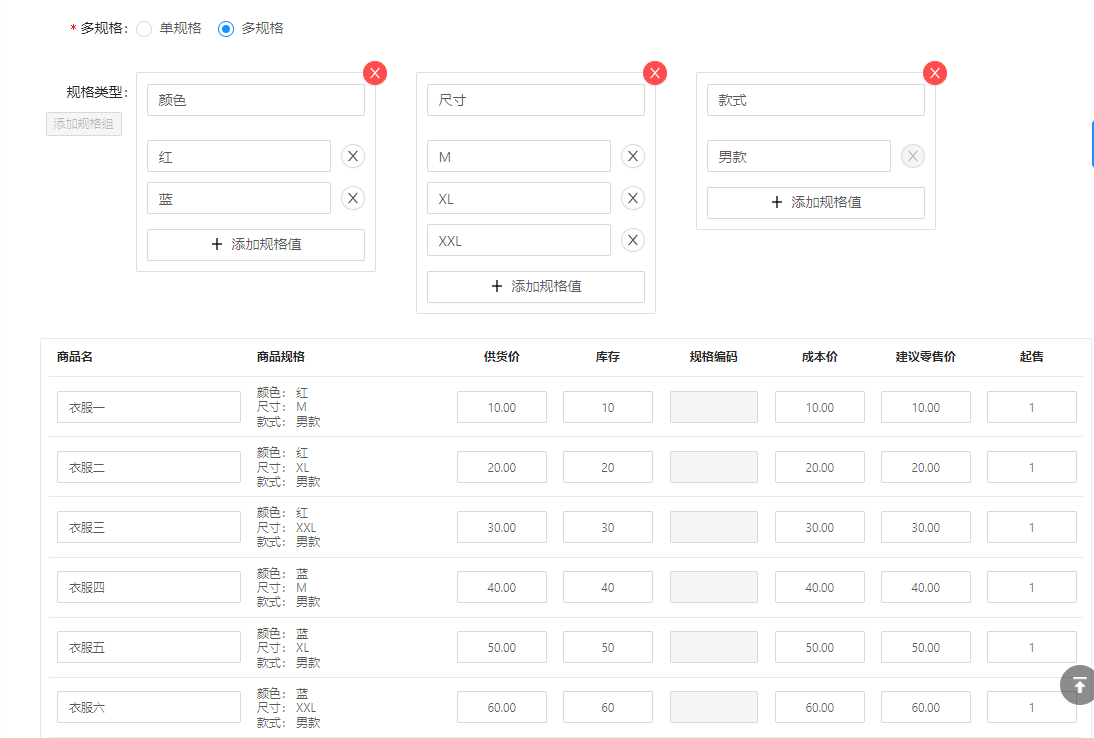 * 多规格: 单规格 多规格
规格类型:
添加规格组
颜色 X
红 X
蓝 X
+ 添加规格值
尺寸 X
M X
XL X
XXL X
+ 添加规格值
款式 X
男款 X
+ 添加规格值
商品名 商品规格 供货价 库存 规格编码 成本价 建议零售价 起售
衣服一 颜色: 红 10.00 10 10.00 10.00 1
尺寸: M
款式: 男款
衣服二 颜色: 红 20.00 20 20.00 20.00 1
尺寸: XL
款式: 男款
衣服三 颜色: 红 30.00 30 30.00 30.00 1
尺寸: XXL
款式: 男款
衣服四 颜色: 蓝 40.00 40 40.00 40.00 1
尺寸: M
款式: 男款
衣服五 颜色: 蓝 50.00 50 50.00 50.00 1
尺寸: XL
款式: 男款
衣服六 颜色: 蓝 60.00 60 60.00 60.00 1
尺寸: XXL
款式: 男款